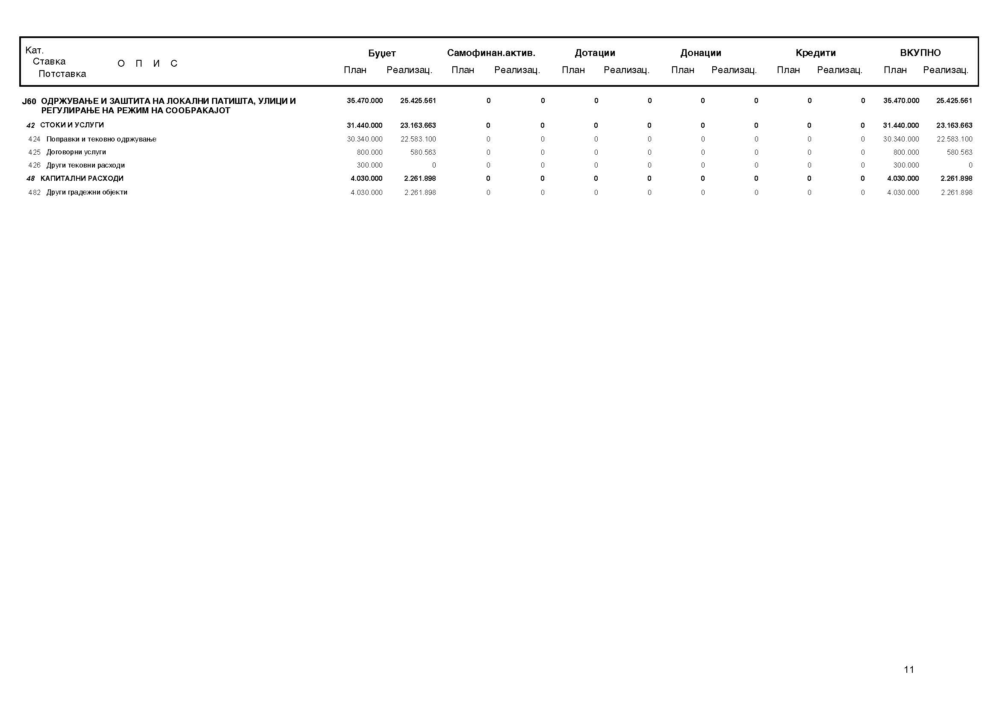 Кат.
Ставка
Потставка
О П И С
Буџет Самофинан.актив. Дотации Донации Кредити ВКУПНО
План Реализац. План Реализац. План Реализац. План Реализац. План Реализац. План Реализац.
Ј60 ОДРЖУВАЊЕ И ЗАШТИТА НА ЛОКАЛНИ ПАТИШТА, УЛИЦИ И 35.470.000 25.425.561 0 0 0 0 0 0 0 0 35.470.000 25.425.561
РЕГУЛИРАЊЕ НА РЕЖИМ НА СООБРАКАЈОТ
42 СТОКИ И УСЛУГИ 31.440.000 23.163.663 0 0 0 0 0 0 0 0 31.440.000 23.163.663
424 Поправки и тековно одржување 30.340.000 22.583.100 0 0 0 0 0 0 0 0 30.340.000 22.583.100
425 Договорни услуги 800.000 580.563 0 0 0 0 0 0 0 0 800.000 580.563
426 Други тековни расходи 300.000 0 0 0 0 0 0 0 0 0 300.000 0
48 КАПИТАЛНИ РАСХОДИ 4.030.000 2.261.898 0 0 0 0 0 0 0 0 4.030.000 2.261.898
482 Други градежни објекти 4.030.000 2.261.898 0 0 0 0 0 0 0 0 4.030.000 2.261.898
11